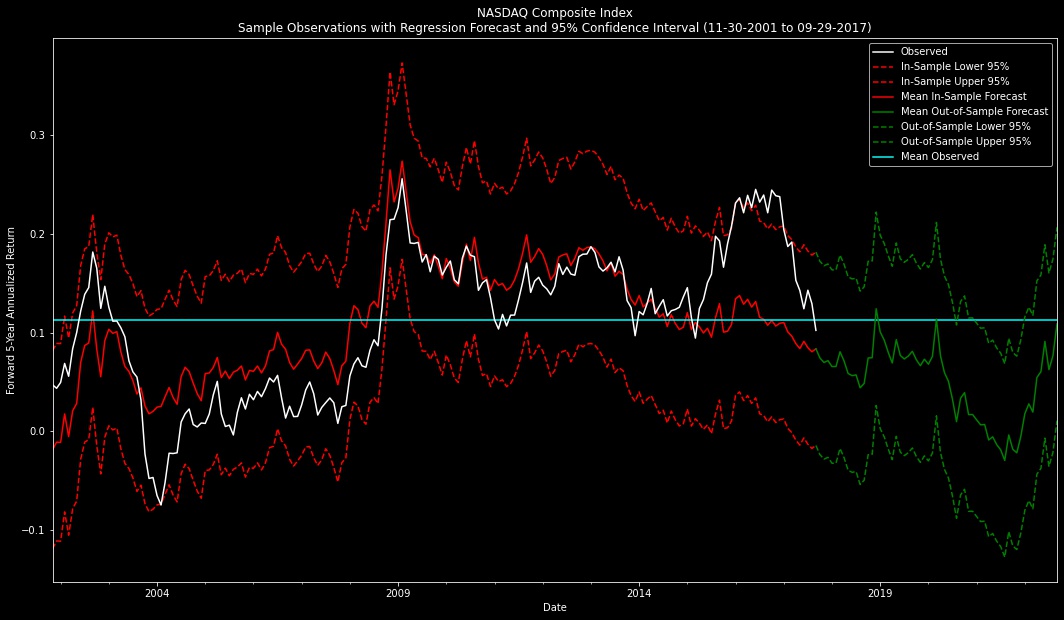 NASDAQ Composite Index
Sample Observations with Regression Forecast and 95% Confidence Interval (11-30-2001 to 09-29-2017)
Observed
In-Sample Lower 95%
In-Sample Upper 95%
Mean In-Sample Forecast
Mean Out-of-Sample Forecast
Out-of-Sample Lower 95%
Out-of-Sample Upper 95%
Mean Observed
Forward 5-Year Annualized Return
0.3
0.2
0.1
0.0
−0.1
2004
2009
2014
2019
Date